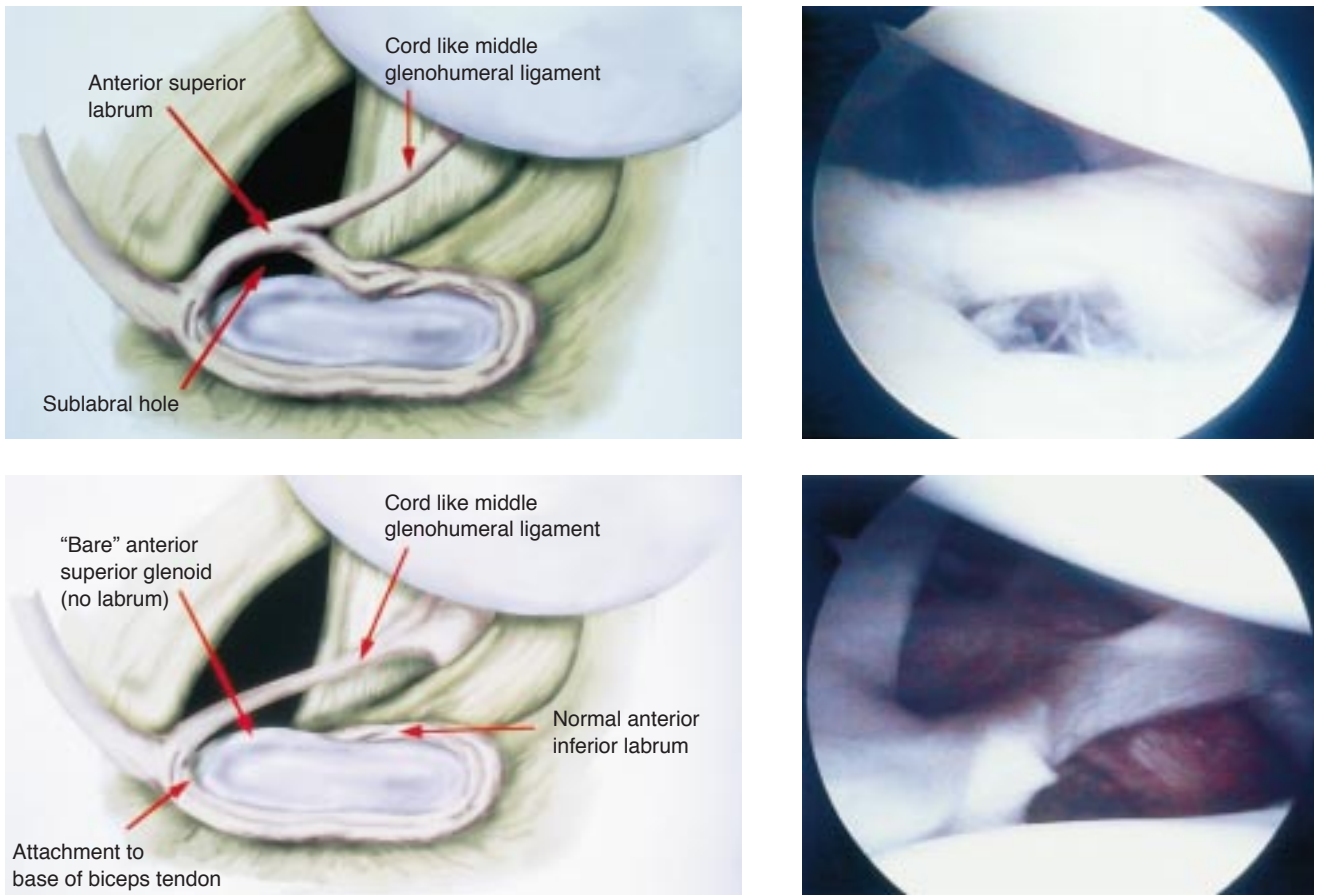 Cord like middle
glenohumeral ligament
Anterior superior
labrum
Sublabral hole
Cord like middle
glenohumeral ligament
“Bare” anterior
superior glenoid
(no labrum)
Normal anterior
inferior labrum
Attachment to
base of biceps tendon